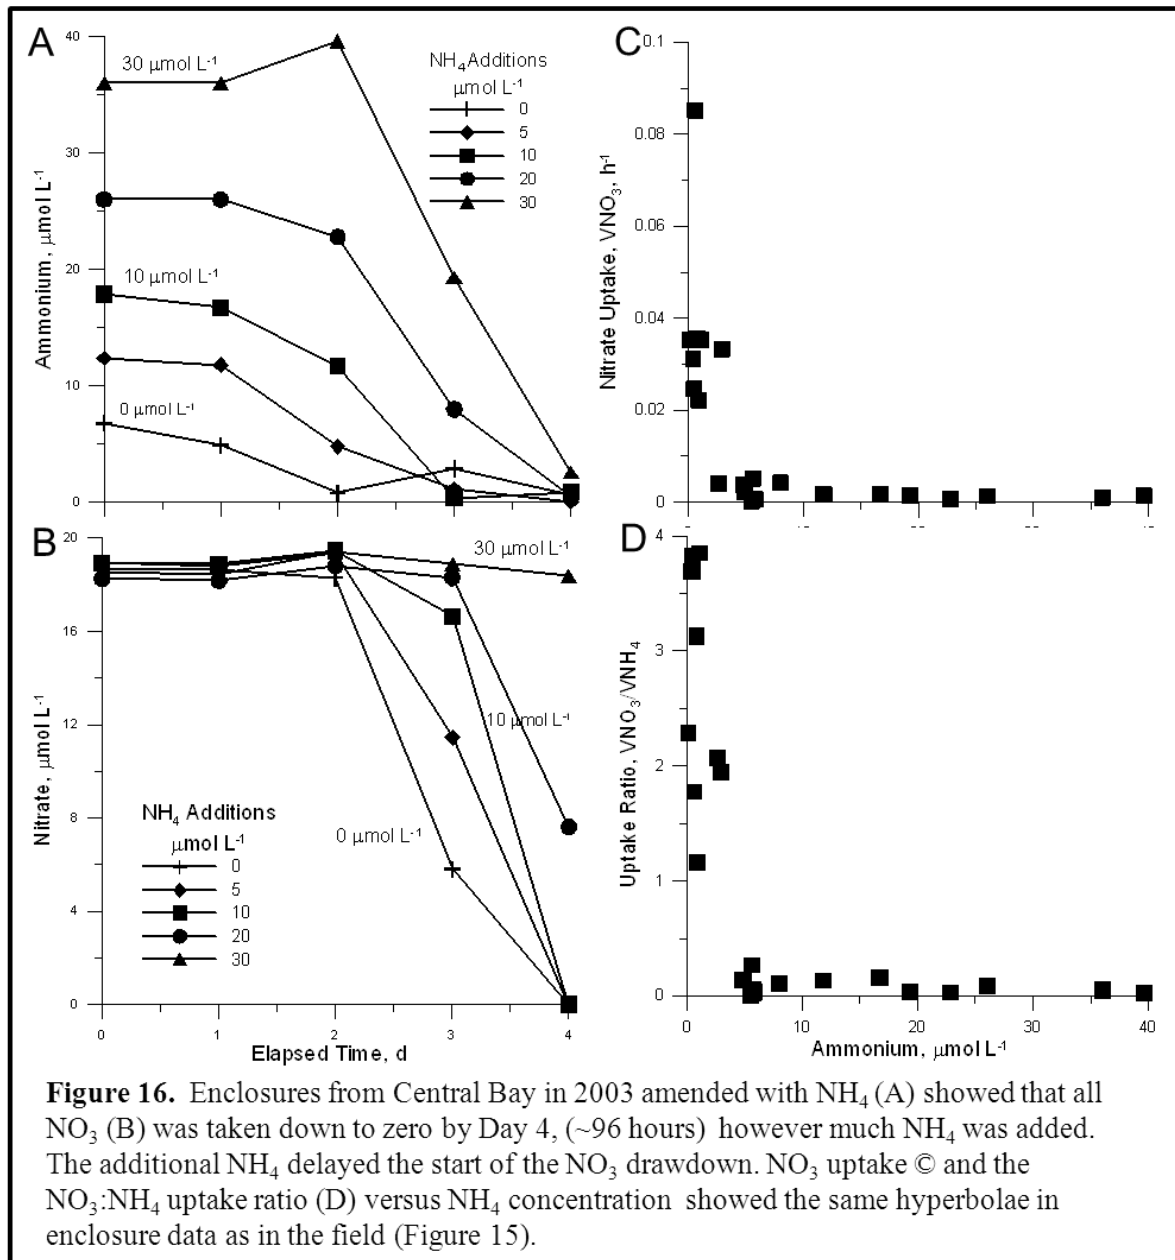 A
40
30
20
10
0
Ammonium, µmol L-1
30 µmol L-1
10 µmol L-1
0 µmol L-1
NH4 Additions
µmol L-1
0
5
10
20
30
C
0.1
0.08
0.06
0.04
0.02
0
Nitrate Uptake, VNO3, h-1
B
20
16
12
8
4
0
Nitrate, µmol L-1
30 µmol L-1
10 µmol L-1
0 µmol L-1
NH4 Additions
µmol L-1
0
5
10
20
30
0 1 2 3 4
Elapsed Time, d
D
4
3
2
1
0
Uptake Ratio, VNO3/VNH4
0 10 20 30 40
Ammonium, µmol L-1
Figure 16. Enclosures from Central Bay in 2003 amended with NH4 (A) showed that all
NO3 (B) was taken down to zero by Day 4, (~96 hours) however much NH4 was added.
The additional NH4 delayed the start of the NO3 drawdown. NO3 uptake © and the
NO3:NH4 uptake ratio (D) versus NH4 concentration showed the same hyperbolae in
enclosure data as in the field (Figure 15).